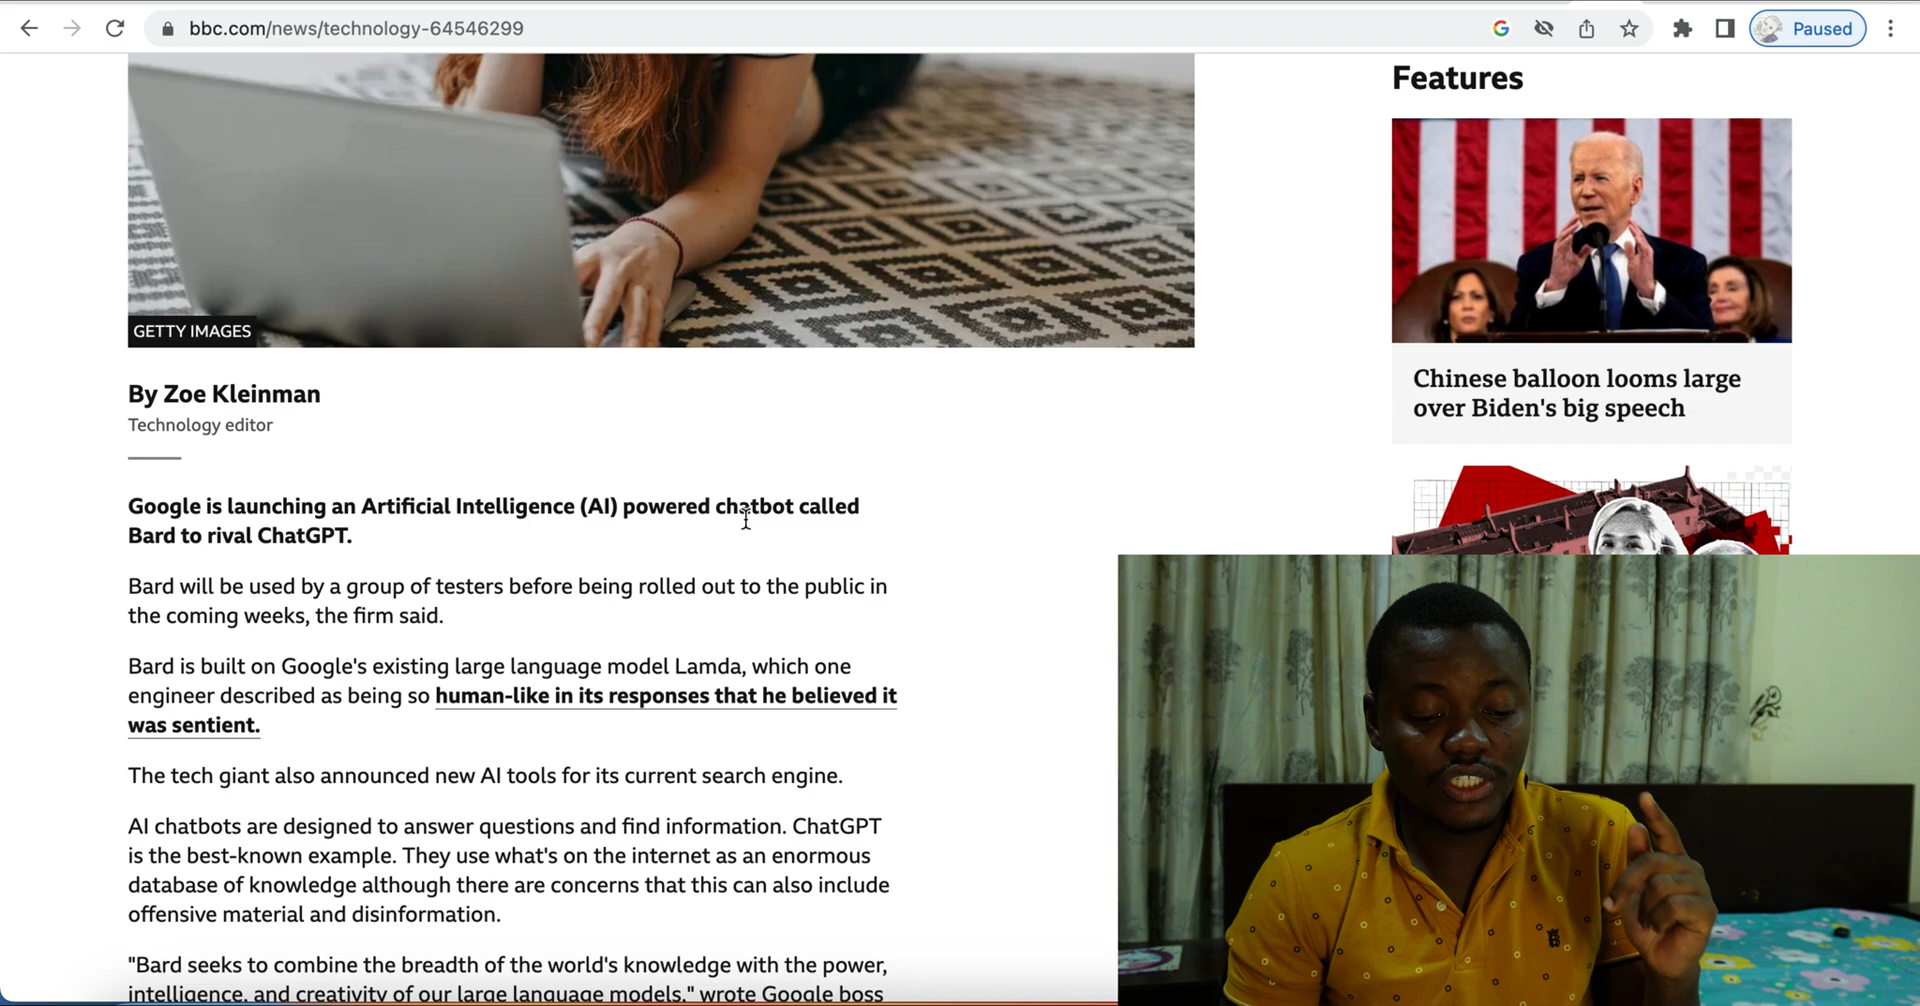 bbc.com/news/technology-64546299
Paused
GETTY IMAGES
By Zoe Kleinman
Technology editor
Google is launching an Artificial Intelligence (AI) powered chatbot called
Bard to rival ChatGPT.
Bard will be used by a group of testers before being rolled out to the public in
the coming weeks, the firm said.
Bard is built on Google's existing large language model Lamda, which one
engineer described as being so human-like in its responses that he believed it
was sentient.
The tech giant also announced new AI tools for its current search engine.
AI chatbots are designed to answer questions and find information. ChatGPT
is the best-known example. They use what's on the internet as an enormous
database of knowledge although there are concerns that this can also include
offensive material and disinformation.
"Bard seeks to combine the breadth of the world's knowledge with the power,
intelligence, and creativity of our large language models," wrote Google boss
Features
Chinese balloon looms large
over Biden's big speech